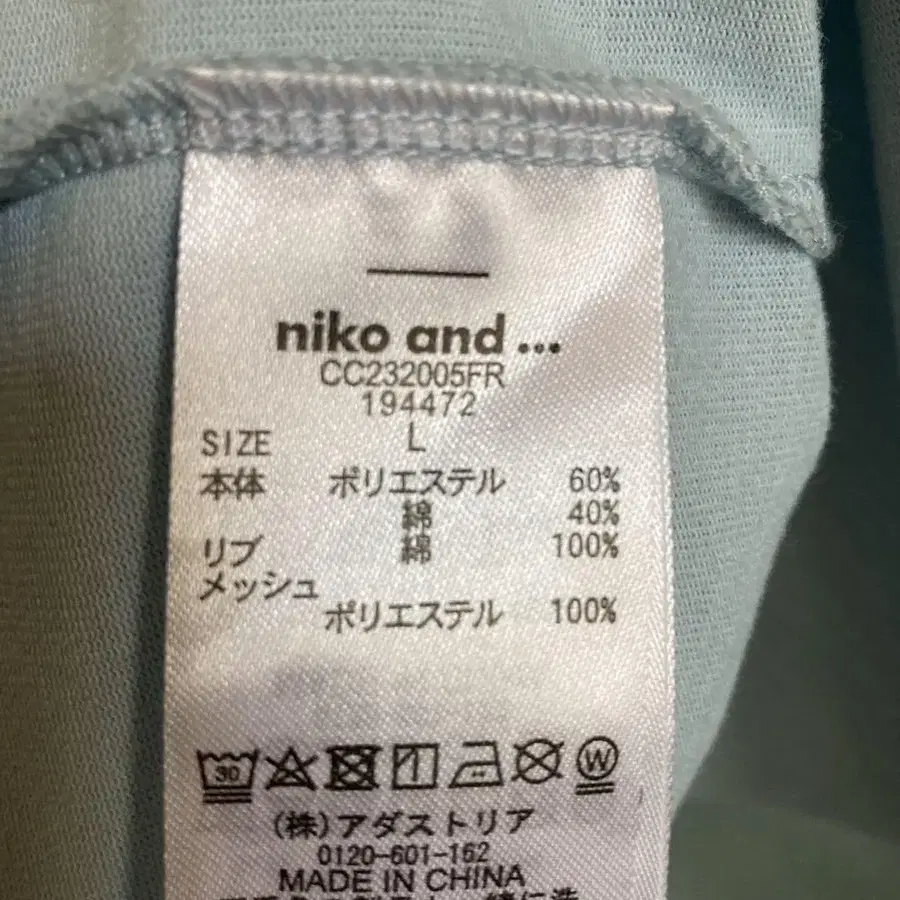 niko and ...
CC232005FR
194472
SIZE L
本体 ポリエステル 60%
綿 40%
リブ 綿 100%
メッシュ
ポリエステル 100%
30
W
(株)アダストリア
0120-601-162
MADE IN CHINA